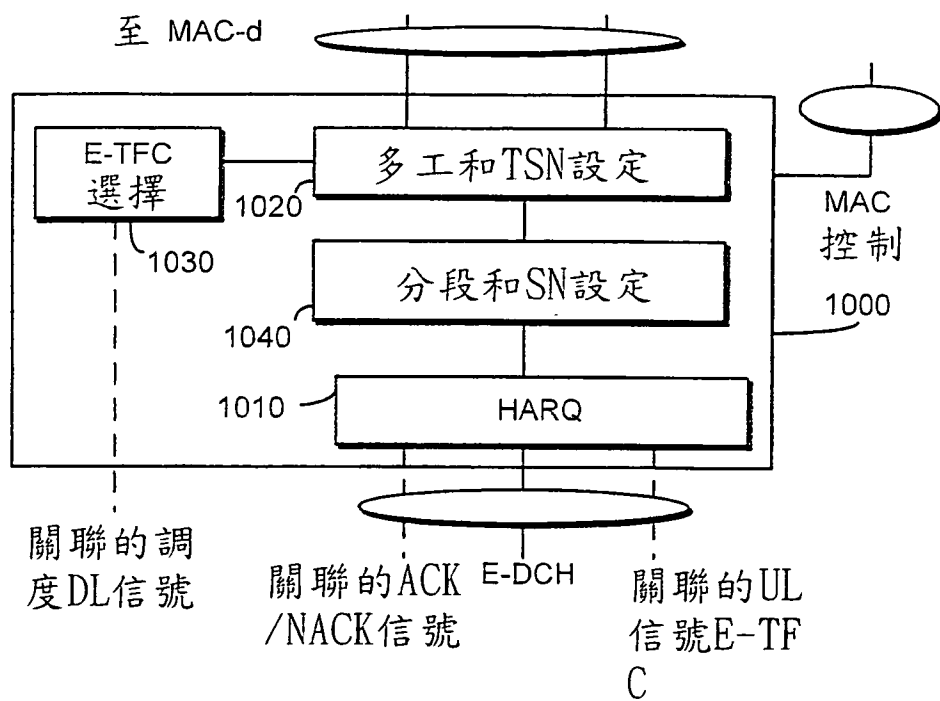 至 MAC-d
E-TFC
選擇
多工和TSN設定
1020
1030
MAC
控制
分段和SN設定
1000
1040
1010
HARQ
關聯的調
度DL信號
關聯的ACK
/NACK信號
E-DCH
關聯的UL
信號E-TF
C